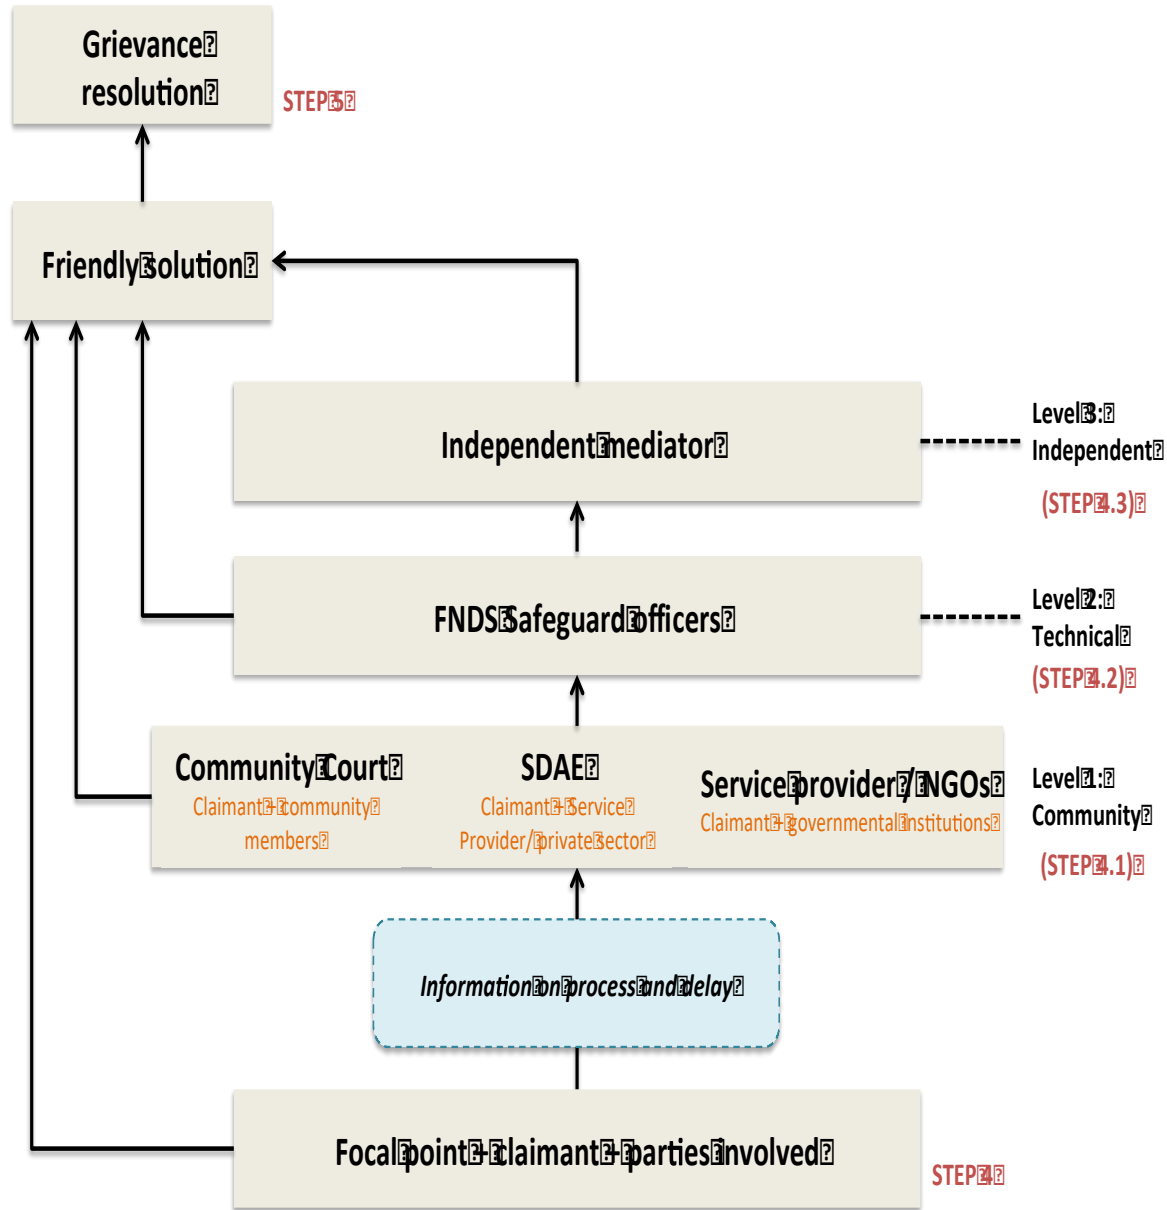 Grievance
resolution
STEP 5
Friendly solution
Independent mediator
Level 3:
Independent
(STEP 4.3)
FNDS Safeguard officers
Level 2:
Technical
(STEP 4.2)
Community Court
Claimant + community
members
SDAE
Claimant + Service
Provider/ private sector
Service provider / NGOs
Claimant + governmental institutions
Level 1:
Community
(STEP 4.1)
Information on process and delay
Focal point + claimant + parties involved
STEP 4